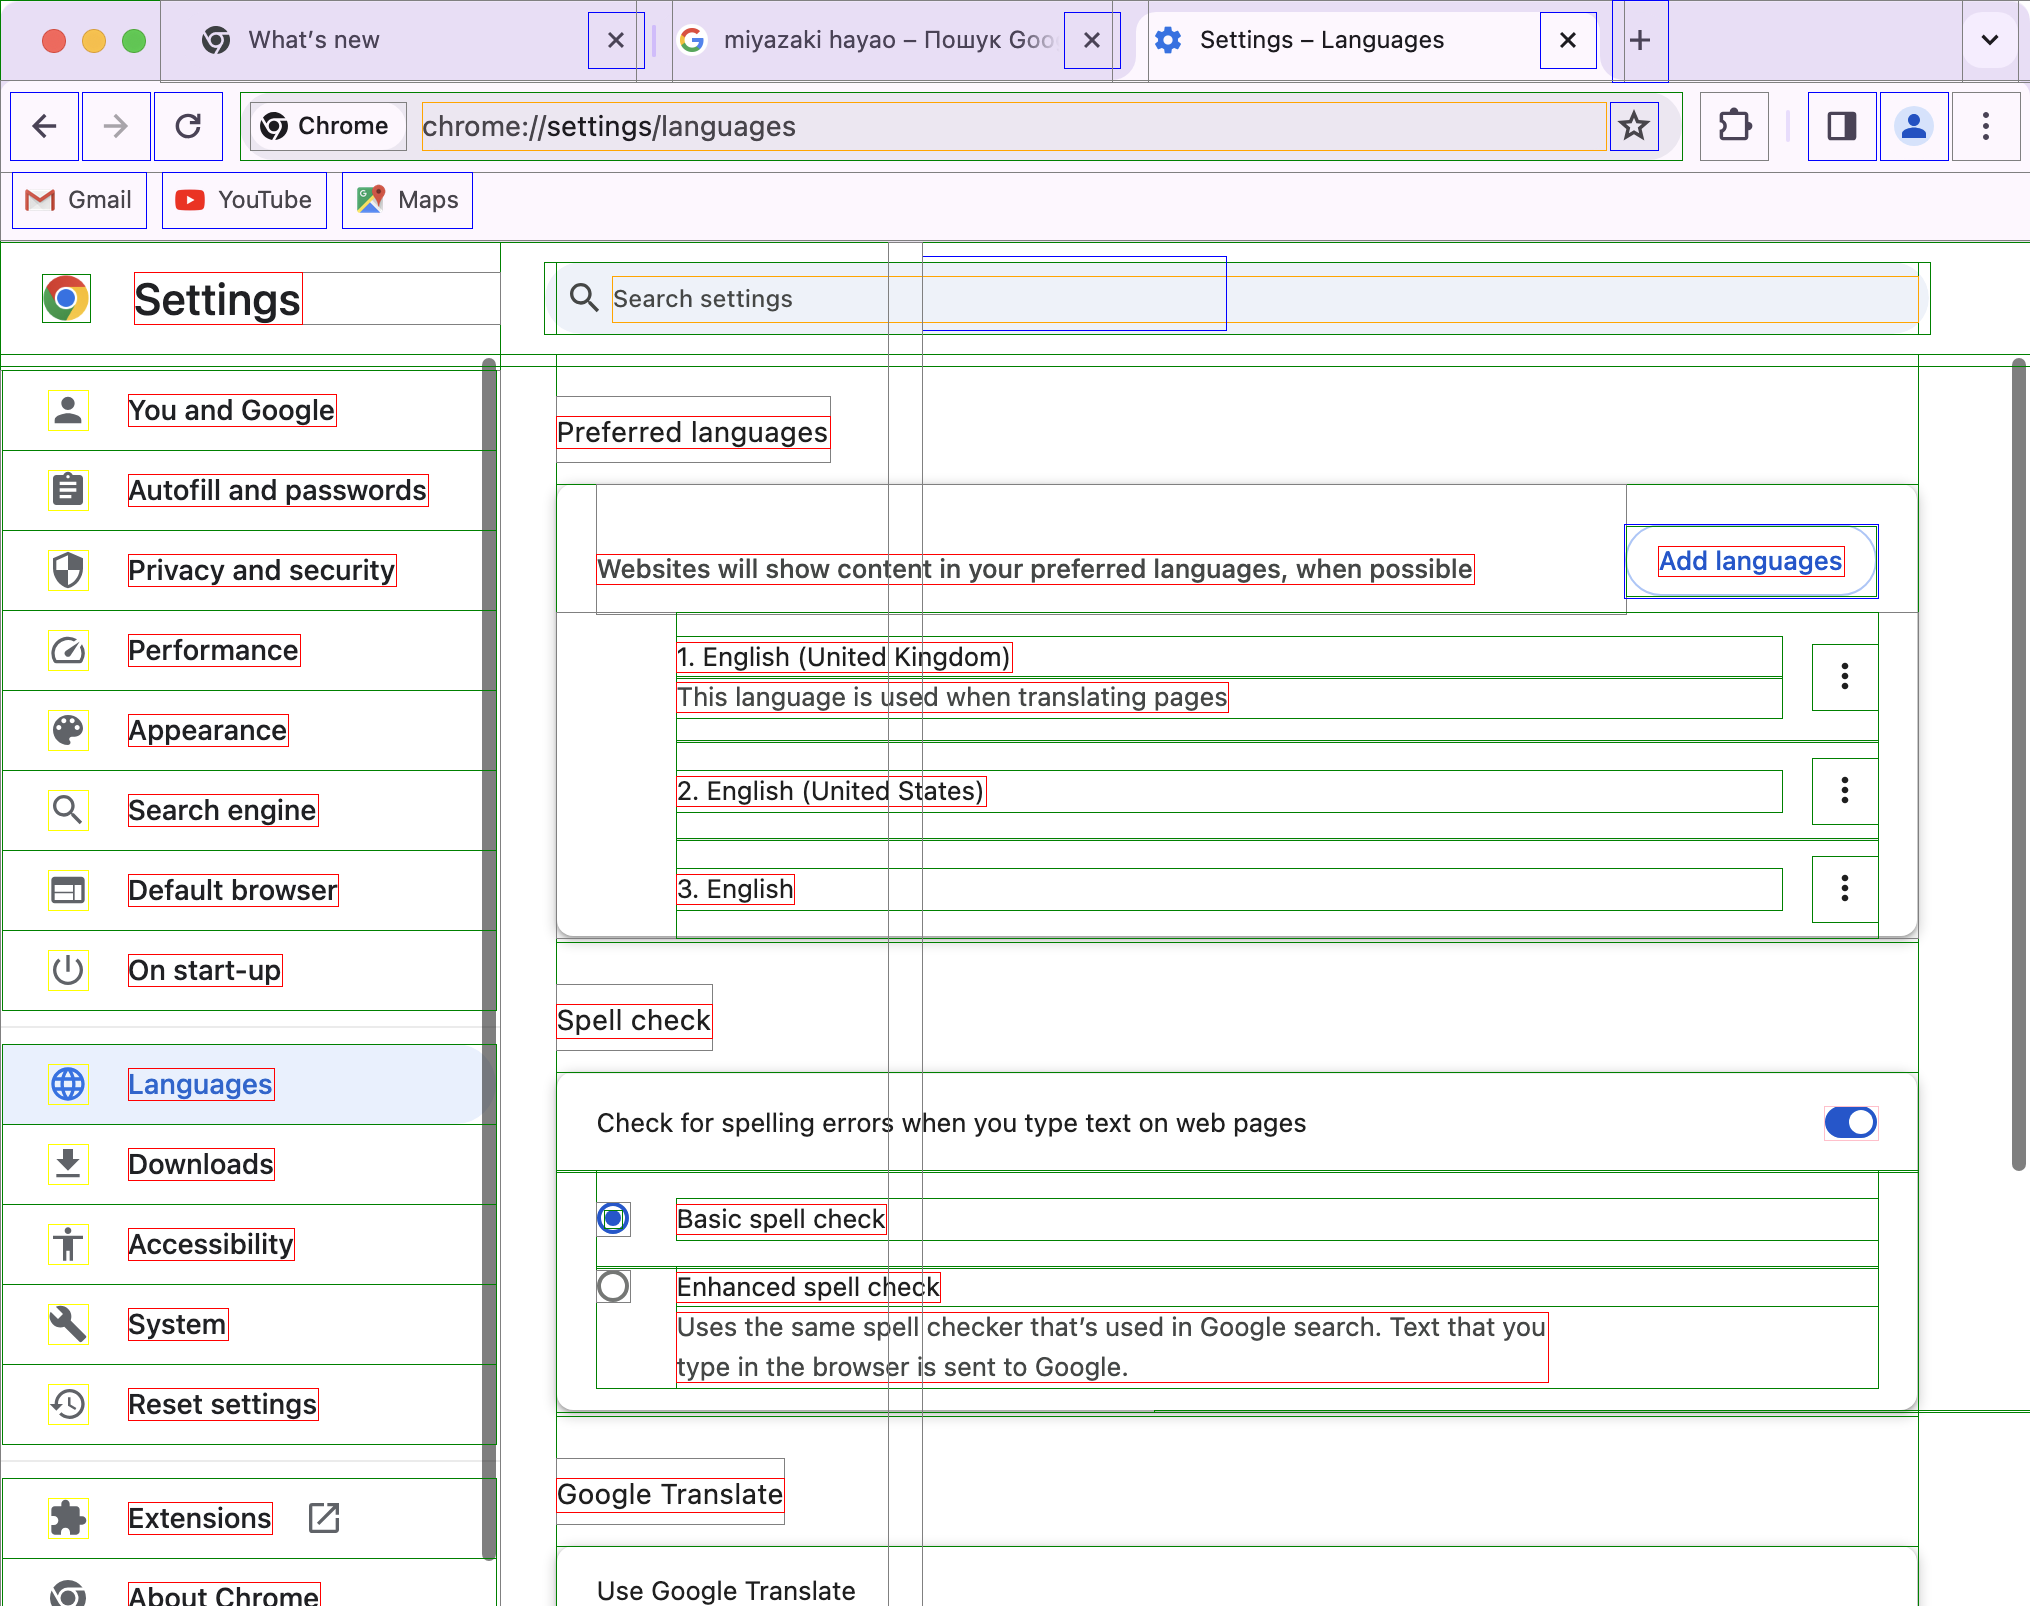 What's new
miyazaki hayao – Пошук Goo
Settings – Languages
Chrome
chrome://settings/languages
Gmail
YouTube
Maps
Settings
Search settings
You and Google
Autofill and passwords
Privacy and security
Performance
Appearance
Search engine
Default browser
On start-up
Languages
Downloads
Accessibility
System
Reset settings
Extensions
About Chrome
Preferred languages
Websites will show content in your preferred languages, when possible
Add languages
1. English (United Kingdom)
This language is used when translating pages
2. English (United States)
3. English
Spell check
Check for spelling errors when you type text on web pages
Basic spell check
Enhanced spell check
Uses the same spell checker that's used in Google search. Text that you
type in the browser is sent to Google.
Google Translate
Use Google Translate